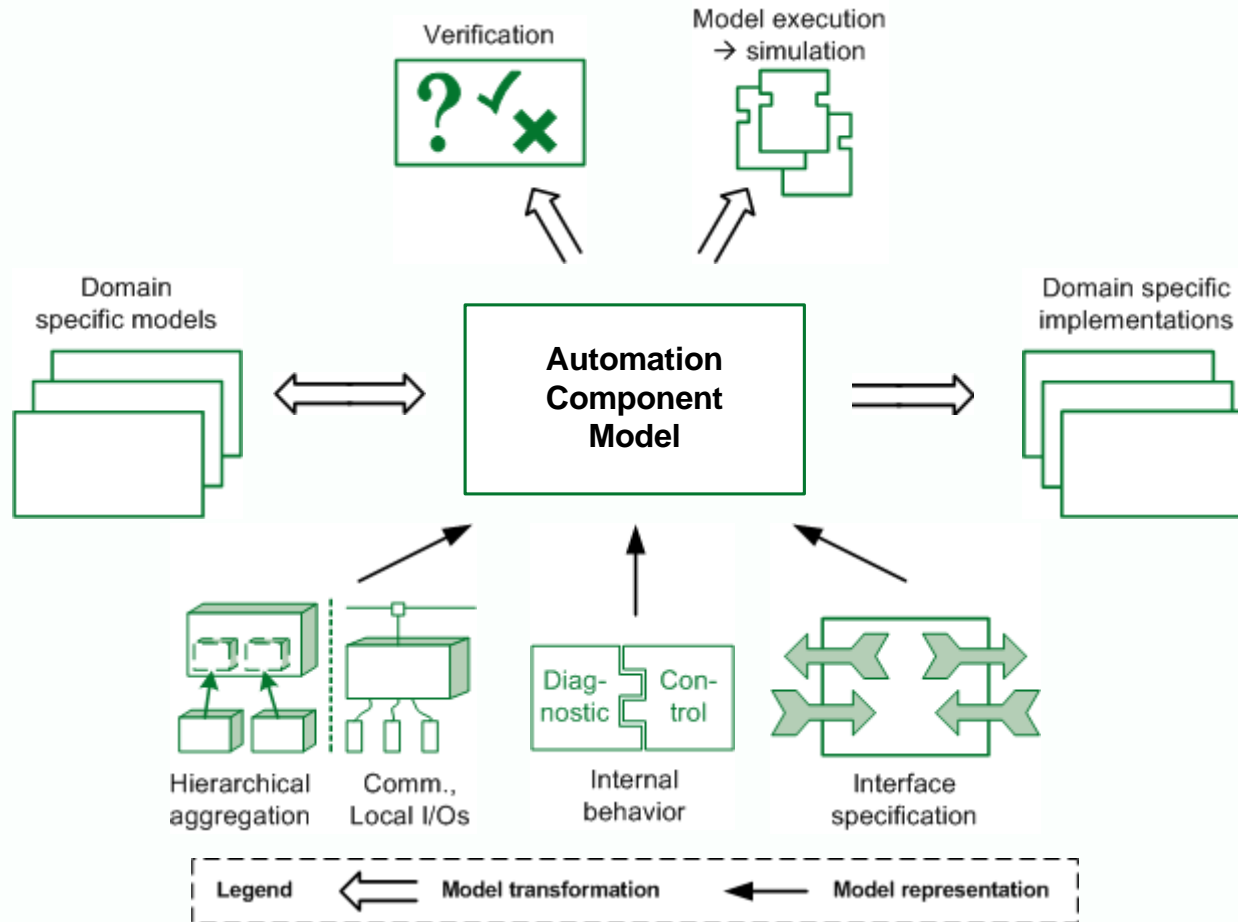 Verification
Model execution
→ simulation
Domain
specific models
Automation
Component
Model
Domain specific
implementations
Diag-
nostic
Con-
trol
Hierarchical
aggregation
Comm.,
Local I/Os
Internal
behavior
Interface
specification
Legend
Model transformation
Model representation